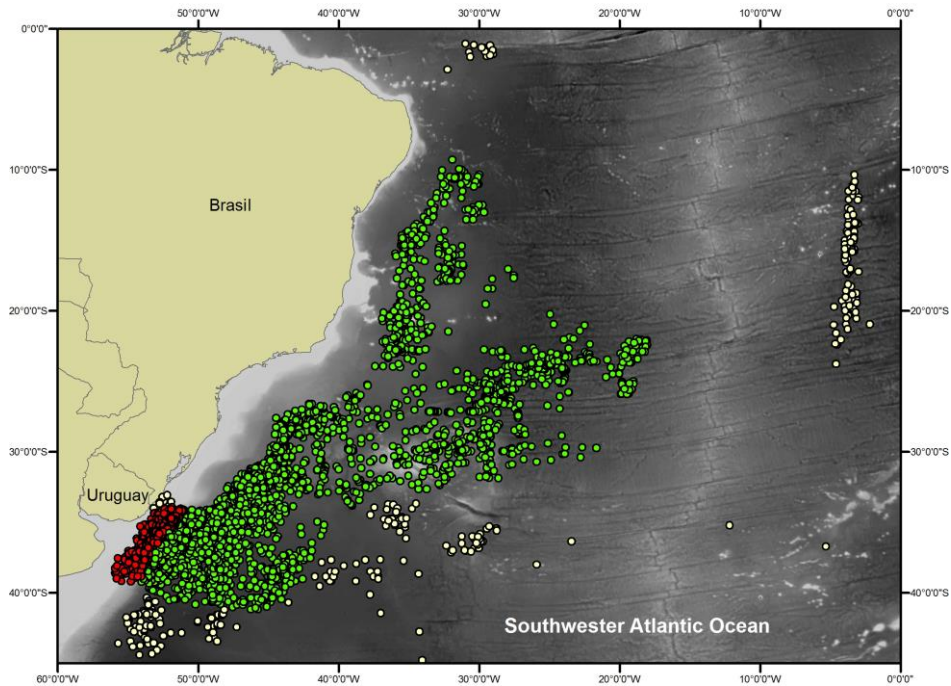 50°0'0"W 40°0'0"W 30°0'0"W 20°0'0"W 10°0'0"W 0°0'0"
0°0'0" 0°0'0"
10°0'0"S 10°0'0"S
Brasil
20°0'0"S 20°0'0"S
30°0'0"S 30°0'0"S
Uruguay
40°0'0"S 40°0'0"S
Southwester Atlantic Ocean
60°0'0"W 50°0'0"W 40°0'0"W 30°0'0"W 20°0'0"W 10°0'0"W 0°0'0"